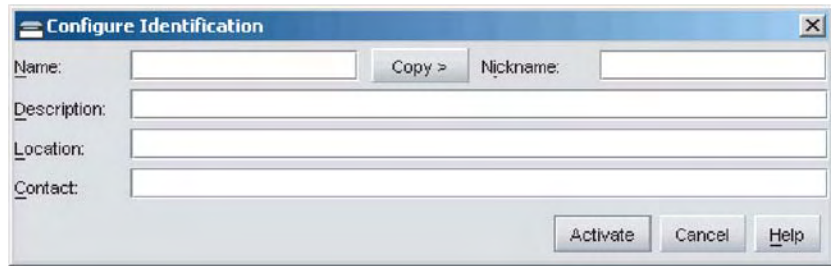 Configure Identification
Name: Copy > Nickname:
Description:
Location:
Contact:
Activate Cancel Help